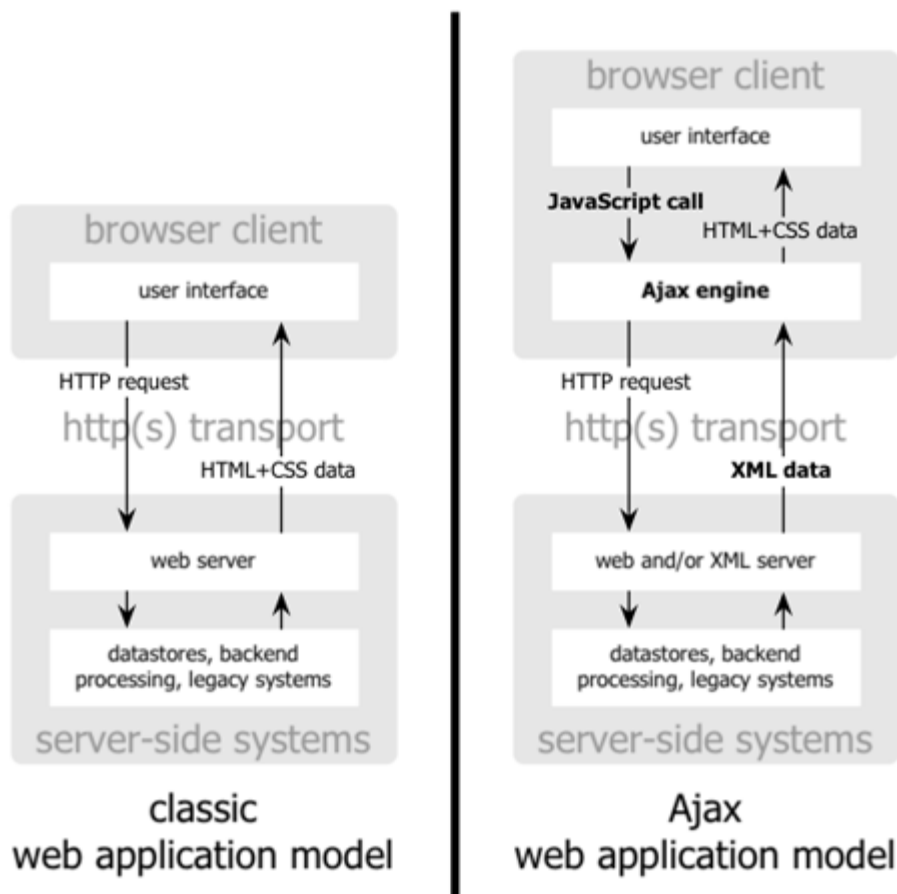 browser client
user interface
HTTP request
http(s) transport
HTML+CSS data
web server
datastores, backend
processing, legacy systems
server-side systems
classic
web application model
browser client
user interface
JavaScript call
HTML+CSS data
Ajax engine
HTTP request
http(s) transport
XML data
web and/or XML server
datastores, backend
processing, legacy systems
server-side systems
Ajax
web application model